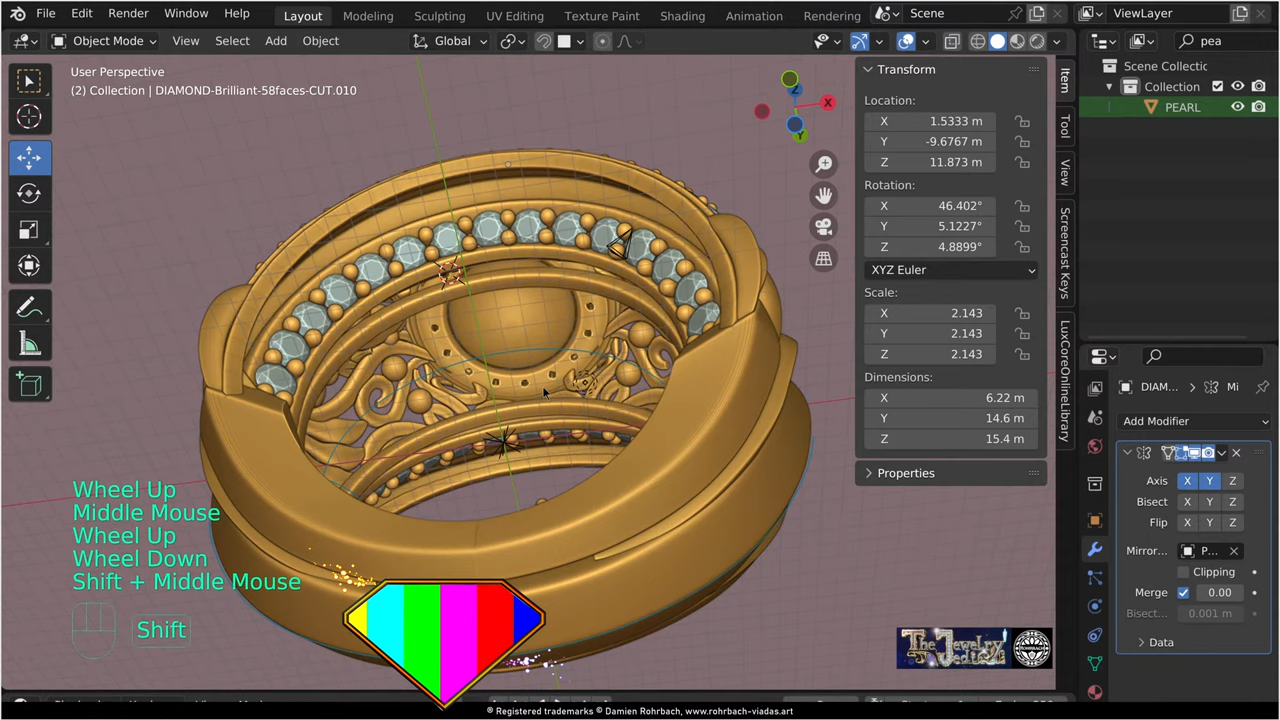 File Edit Render Window Help Layout Modeling Sculpting UV Editing Texture Paint Shading Animation Rendering Scene ViewLayer
Object Mode View Select Add Object Global pea
User Perspective
(2) Collection | DIAMOND-Brilliant-58faces-CUT.010
Z
X
Y
Transform
Location:
X 1.5333 m
Y -9.6767 m
Z 11.873 m
Rotation:
X 46.402°
Y 5.1227°
Z 4.8899°
XYZ Euler
Scale:
X 2.143
Y 2.143
Z 2.143
Dimensions:
X 6.22 m
Y 14.6 m
Z 15.4 m
Properties
Item
Tool
View
Screencast Keys
LuxCoreOnlineLibrary
Scene Collectic
Collection
PEARL
DIAM... Mi
Add Modifier
Axis X Y Z
Bisect X Y Z
Flip X Y Z
Mirror... P...
Clipping
Merge 0.00
Bisect... 0.001 m
Data
Wheel Up
Middle Mouse
Wheel Up
Wheel Down
Shift + Middle Mouse
Shift
The Jewelry
® Registered trademarks © Damien Rohrbach-Viadas, www.rohrbach-viadas.art